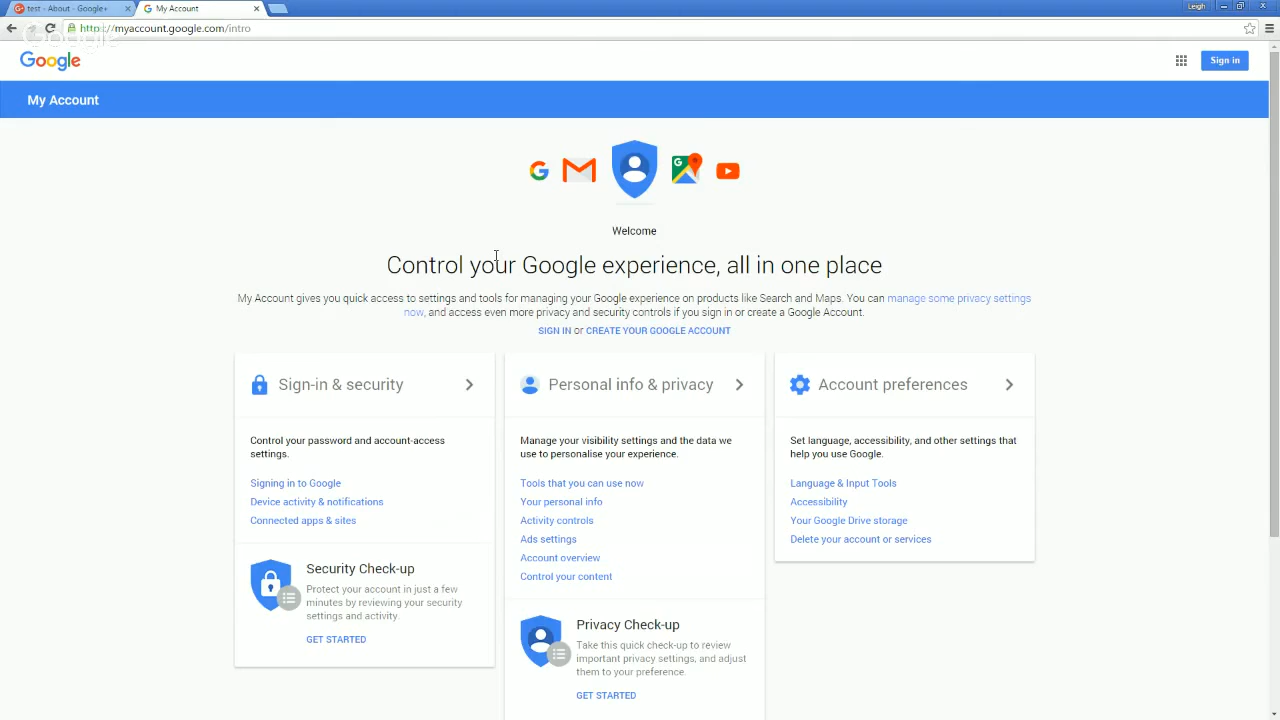 test - About - Google+
My Account
Leigh
https://myaccount.google.com/intro
Google
Sign in
My Account
Welcome
Control your Google experience, all in one place
My Account gives you quick access to settings and tools for managing your Google experience on products like Search and Maps. You can manage some privacy settings
now, and access even more privacy and security controls if you sign in or create a Google Account.
SIGN IN or CREATE YOUR GOOGLE ACCOUNT
Sign-in & security
Control your password and account-access
settings.
Signing in to Google
Device activity & notifications
Connected apps & sites
Security Check-up
Protect your account in just a few
minutes by reviewing your security
settings and activity.
GET STARTED
Personal info & privacy
Manage your visibility settings and the data we
use to personalise your experience.
Tools that you can use now
Your personal info
Activity controls
Ads settings
Account overview
Control your content
Privacy Check-up
Take this quick check-up to review
important privacy settings, and adjust
them to your preference.
GET STARTED
Account preferences
Set language, accessibility, and other settings that
help you use Google.
Language & Input Tools
Accessibility
Your Google Drive storage
Delete your account or services